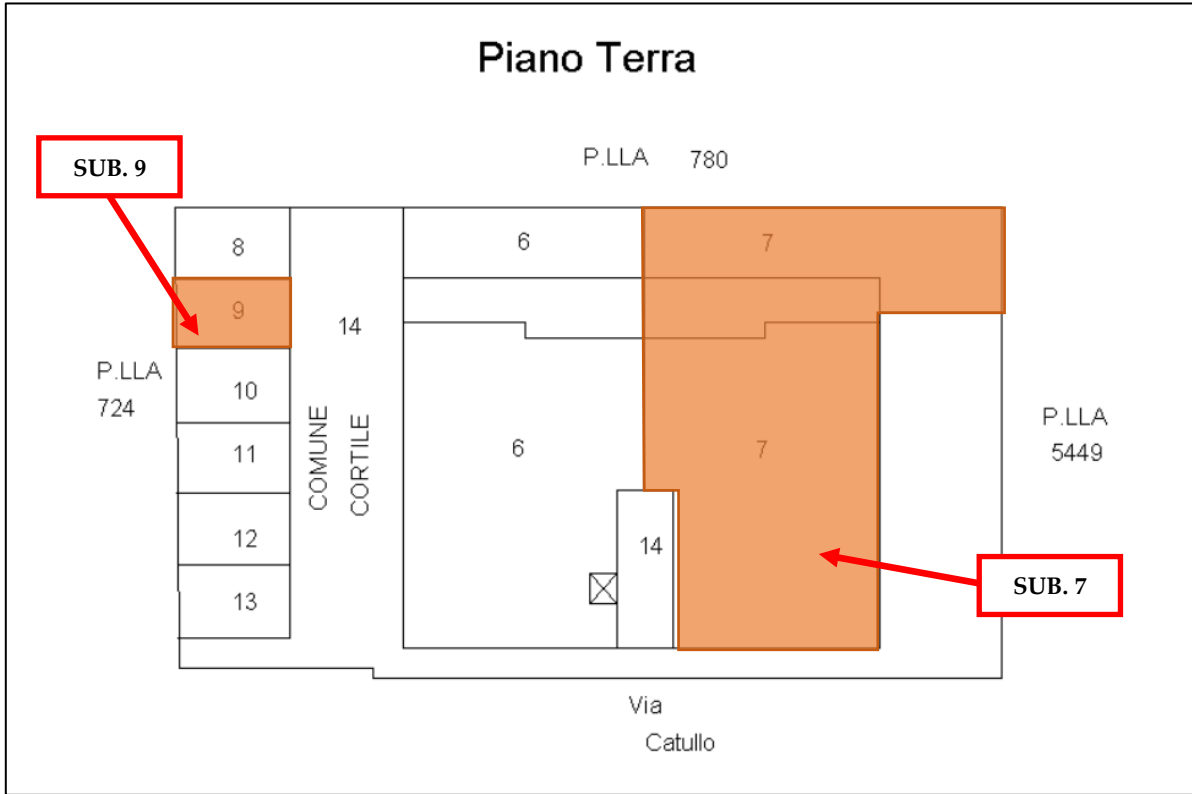 Piano Terra
P.LLA 780
SUB. 9
8
6
7
9
14
P.LLA
724
10
COMUNE
CORTILE
11
6
7
P.LLA
5449
12
14
13
SUB. 7
Via
Catullo